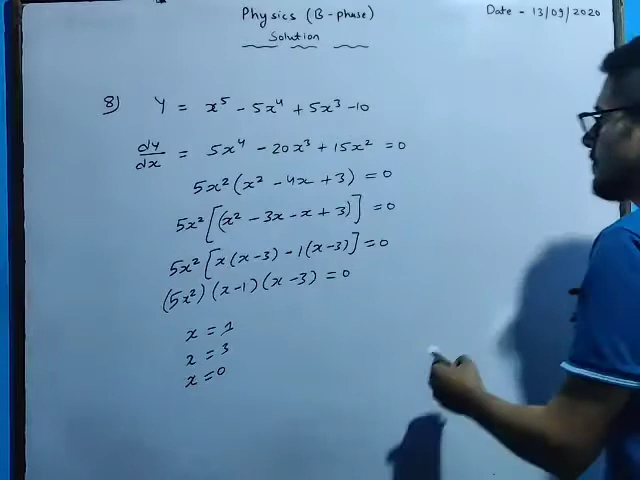 Physics (B-phase)
Date - 13/09/2020
Solution
8) Y = x⁵ - 5x⁴ + 5x³ - 10
dy/dx = 5x⁴ - 20x³ + 15x² = 0
5x² (x² - 4x + 3) = 0
5x² [(x² - 3x - x + 3)] = 0
5x² [x(x-3) - 1(x-3)] = 0
(5x²) (x-1) (x-3) = 0
x = 1
x = 3
x = 0